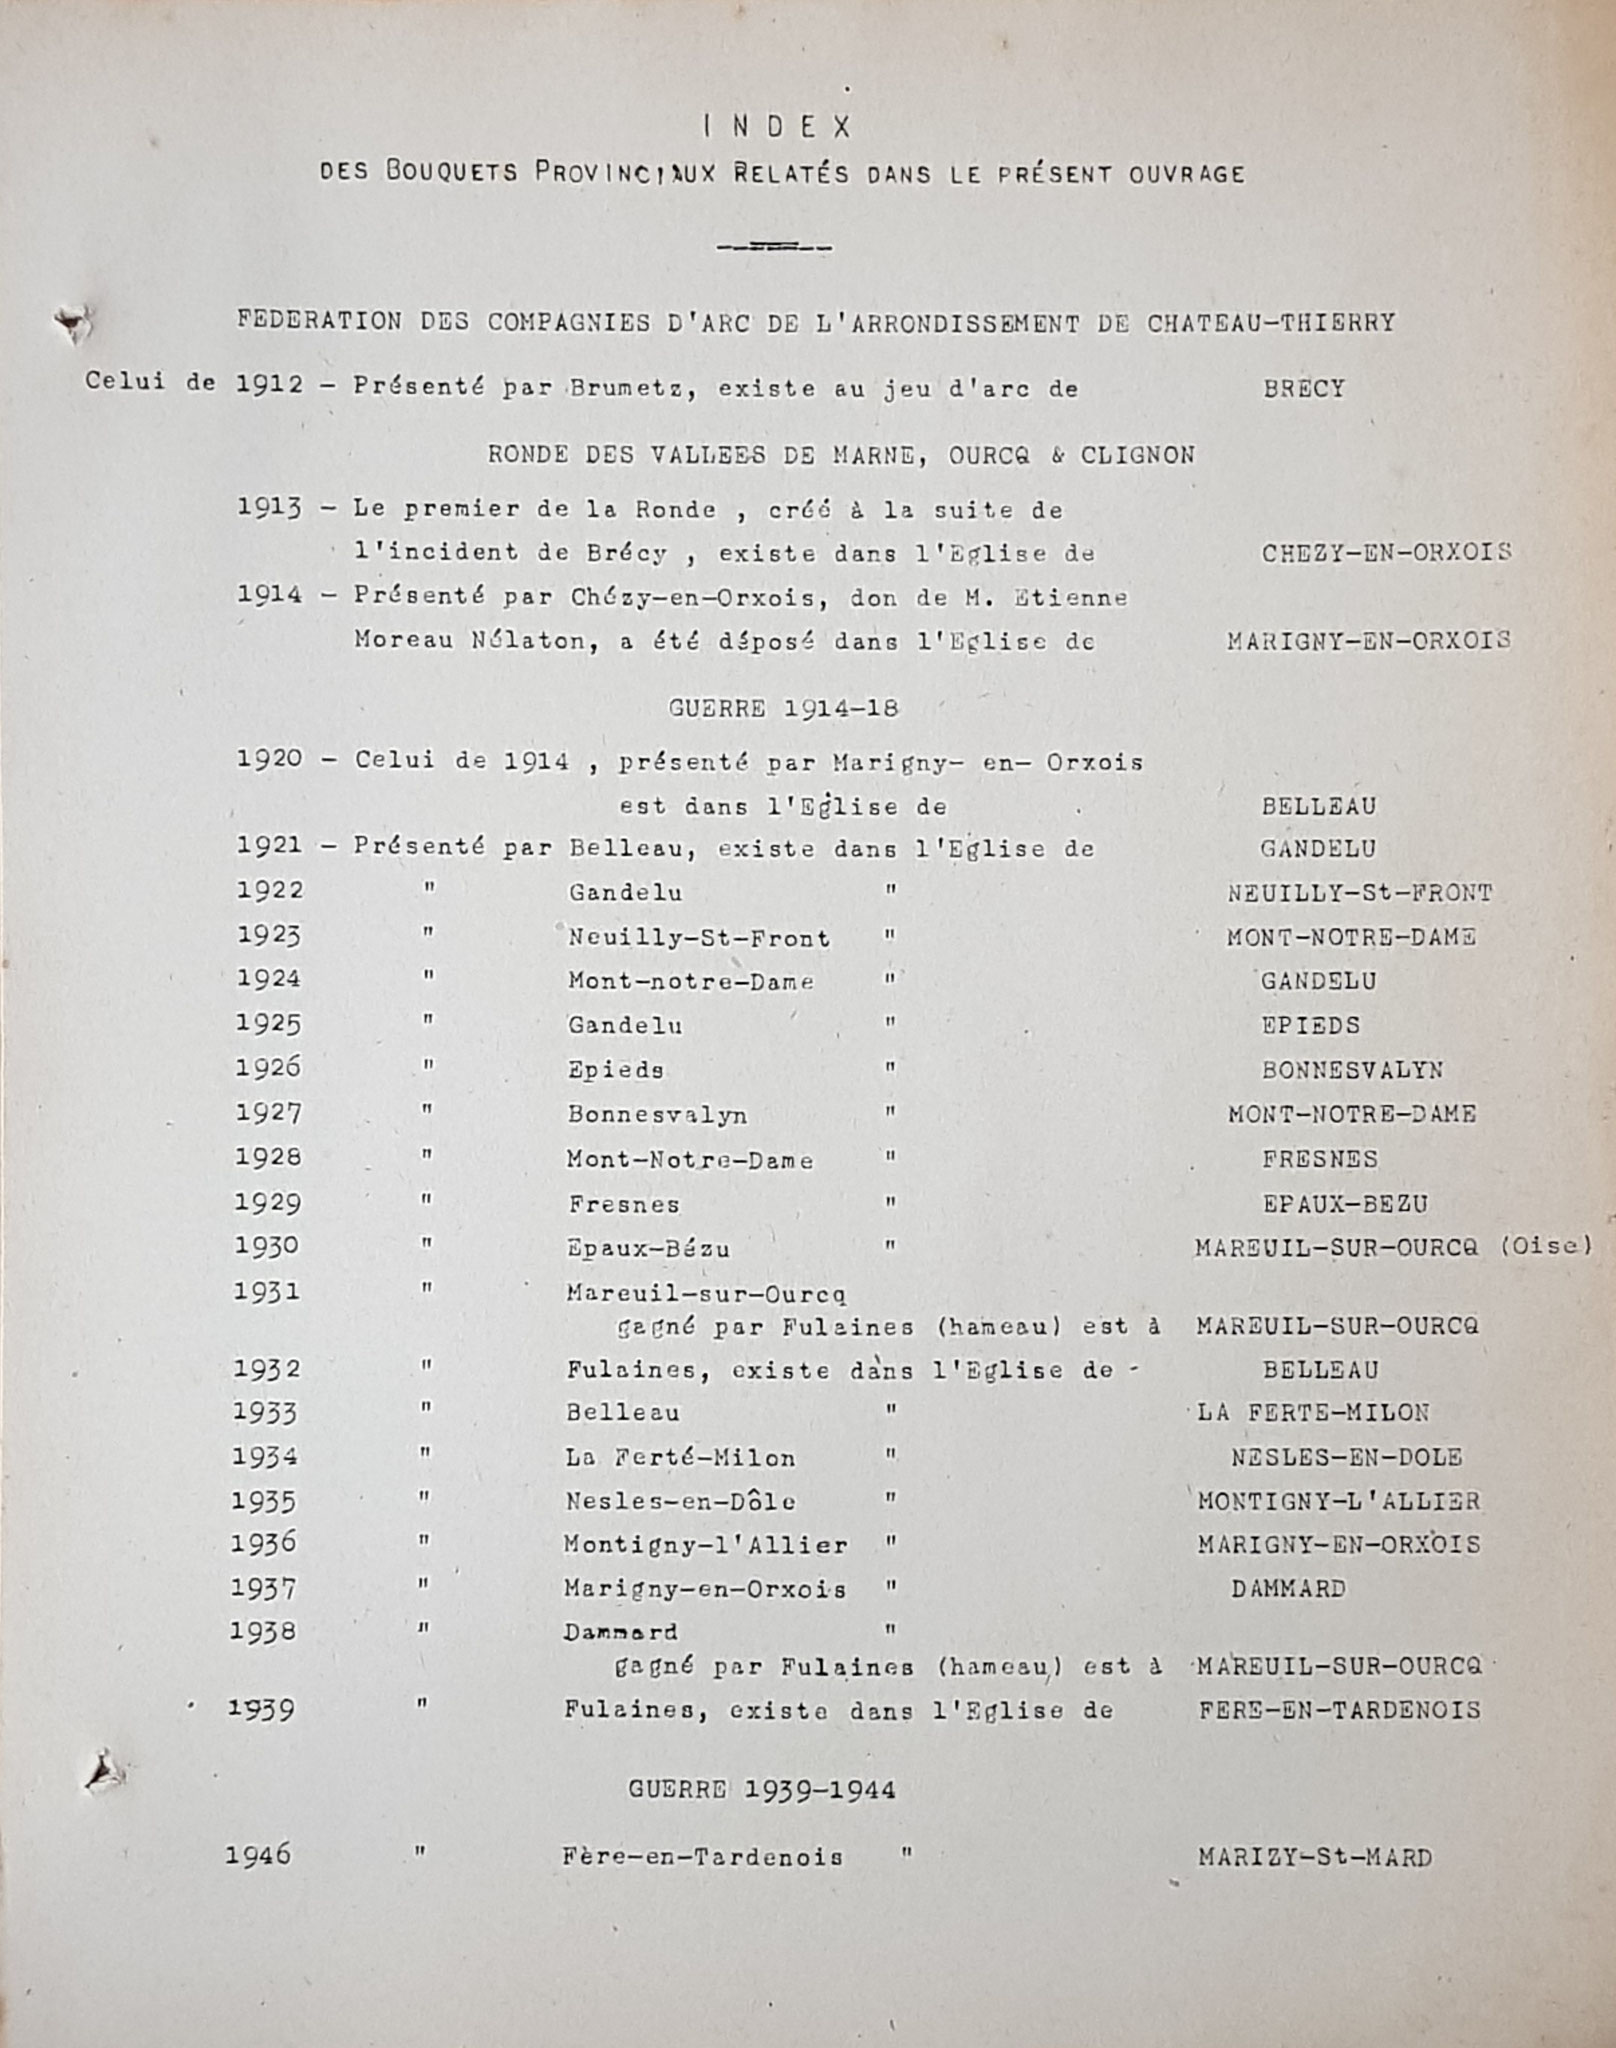 INDEX
DES BOUQUETS PROVINCIAUX RELATÉS DANS LE PRÉSENT OUVRAGE
FEDERATION DES COMPAGNIES D'ARC DE L'ARRONDISSEMENT DE CHATEAU-THIERRY
Celui de 1912 - Présenté par Brumetz, existe au jeu d'arc de BRECY
RONDE DES VALLEES DE MARNE, OURCQ & CLIGNON
1913 - Le premier de la Ronde , créé à la suite de
l'incident de Brécy , existe dans l'Eglise de CHEZY-EN-ORXOIS
1914 - Présenté par Chézy-en-Orxois, don de M. Etienne
Moreau Nélaton, a été déposé dans l'Eglise de MARIGNY-EN-ORXOIS
GUERRE 1914-18
1920 - Celui de 1914 , présenté par Marigny- en- Orxois
est dans l'Eglise de BELLEAU
1921 - Présenté par Belleau, existe dans l'Eglise de GANDELU
1922 " Gandelu " NEUILLY-St-FRONT
1923 " Neuilly-St-Front " MONT-NOTRE-DAME
1924 " Mont-notre-Dame " GANDELU
1925 " Gandelu " EPIEDS
1926 " Epieds " BONNESVALYN
1927 " Bonnesvalyn " MONT-NOTRE-DAME
1928 " Mont-Notre-Dame " FRESNES
1929 " Fresnes " EPAUX-BEZU
1930 " Epaux-Bézu " MAREUIL-SUR-OURCQ (Oise)
1931 " Mareuil-sur-Ourcq
gagné par Fulaines (hameau) est à MAREUIL-SUR-OURCQ
1932 " Fulaines, existe dans l'Eglise de - BELLEAU
1933 " Belleau " LA FERTE-MILON
1934 " La Ferté-Milon " NESLES-EN-DOLE
1935 " Nesles-en-Dôle " MONTIGNY-L'ALLIER
1936 " Montigny-l'Allier " MARIGNY-EN-ORXOIS
1937 " Marigny-en-Orxois " DAMMARD
1938 " Dammard "
gagné par Fulaines (hameau) est à MAREUIL-SUR-OURCQ
1939 " Fulaines, existe dans l'Eglise de FERE-EN-TARDENOIS
GUERRE 1939-1944
1946 " Fère-en-Tardenois " MARIZY-St-MARD